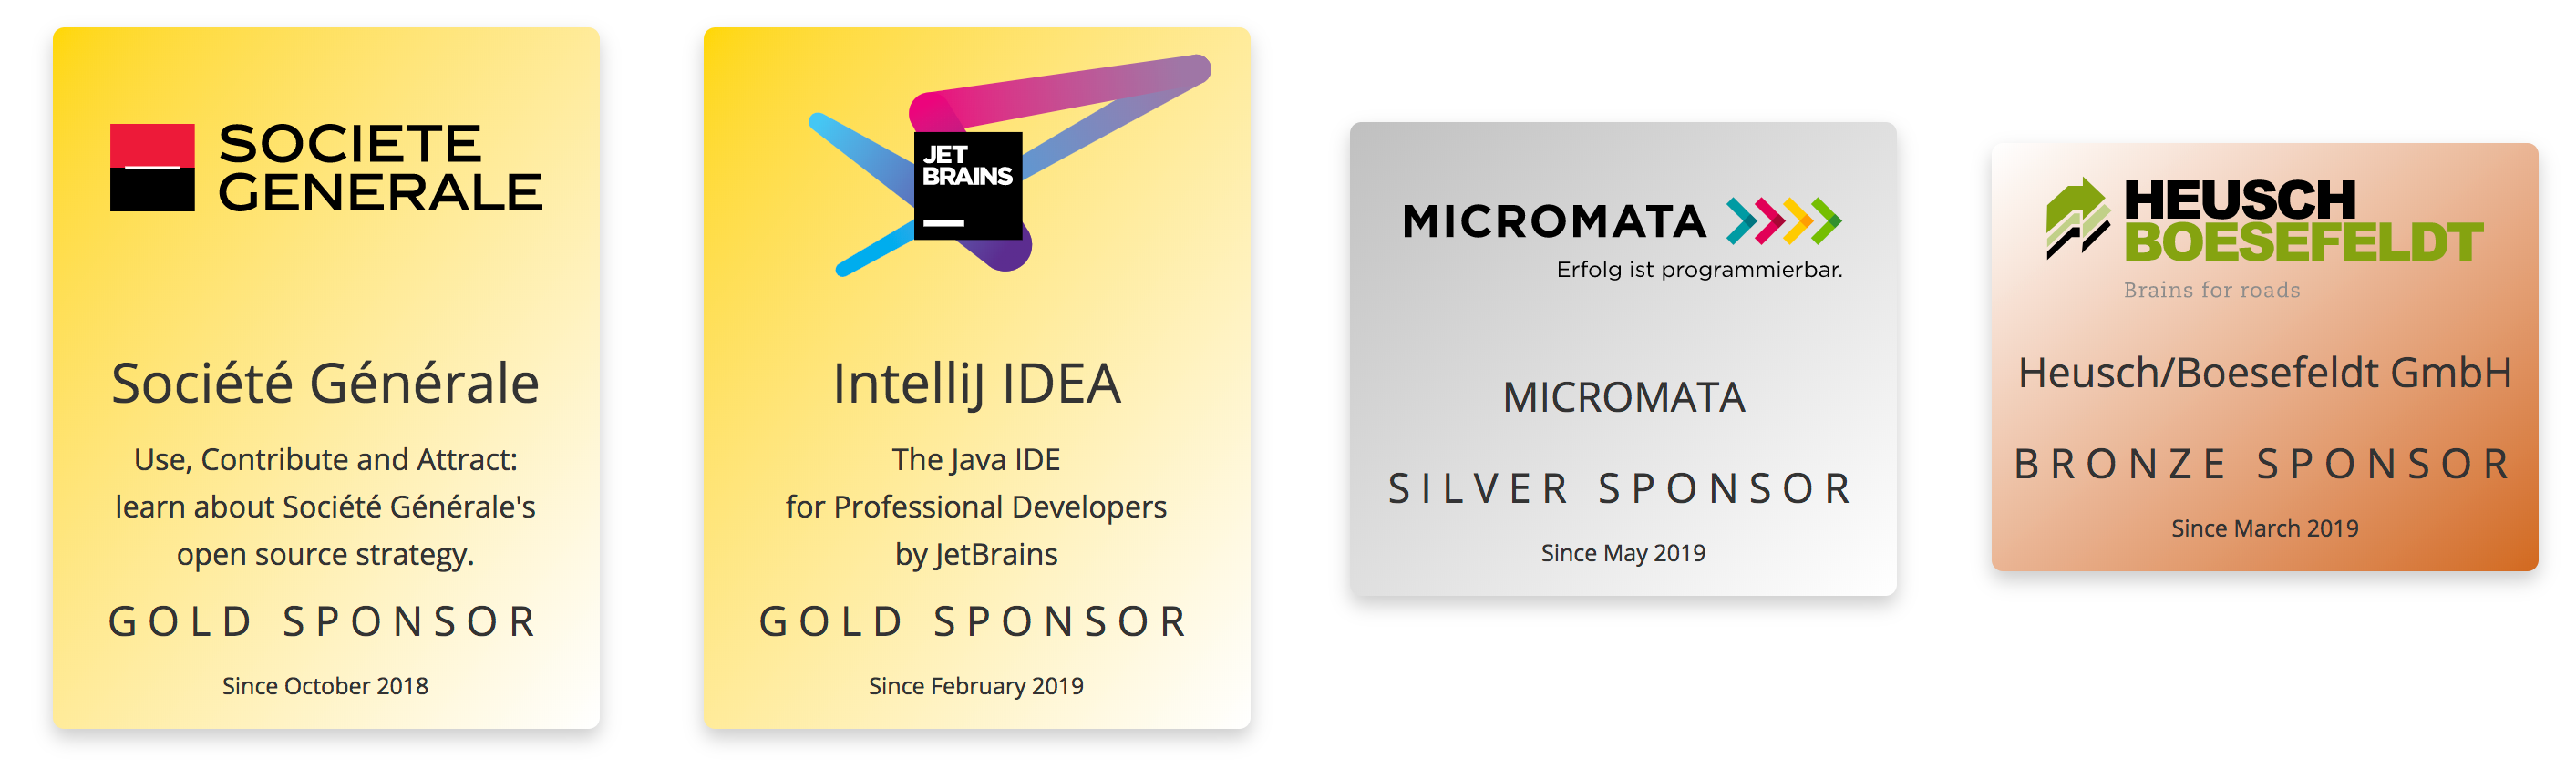 SOCIETE
GENERALE
Société Générale
Use, Contribute and Attract:
learn about Société Générale's
open source strategy.
GOLD SPONSOR
Since October 2018
JET
BRAINS
IntelliJ IDEA
The Java IDE
for Professional Developers
by JetBrains
GOLD SPONSOR
Since February 2019
MICROMATA
Erfolg ist programmierbar.
MICROMATA
SILVER SPONSOR
Since May 2019
HEUSCH
BOESEFELDT
Brains for roads
Heusch/Boesefeldt GmbH
BRONZE SPONSOR
Since March 2019